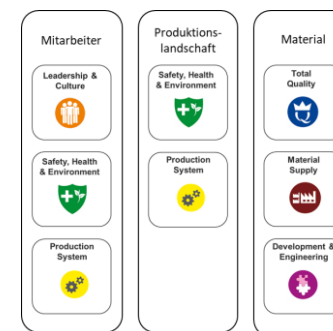 Mitarbeiter
Leadership &
Culture
Safety, Health
& Environment
Production
System
Produktions-
landschaft
Safety, Health
& Environment
Production
System
Material
Total
Quality
Q
Material
Supply
Development &
Engineering